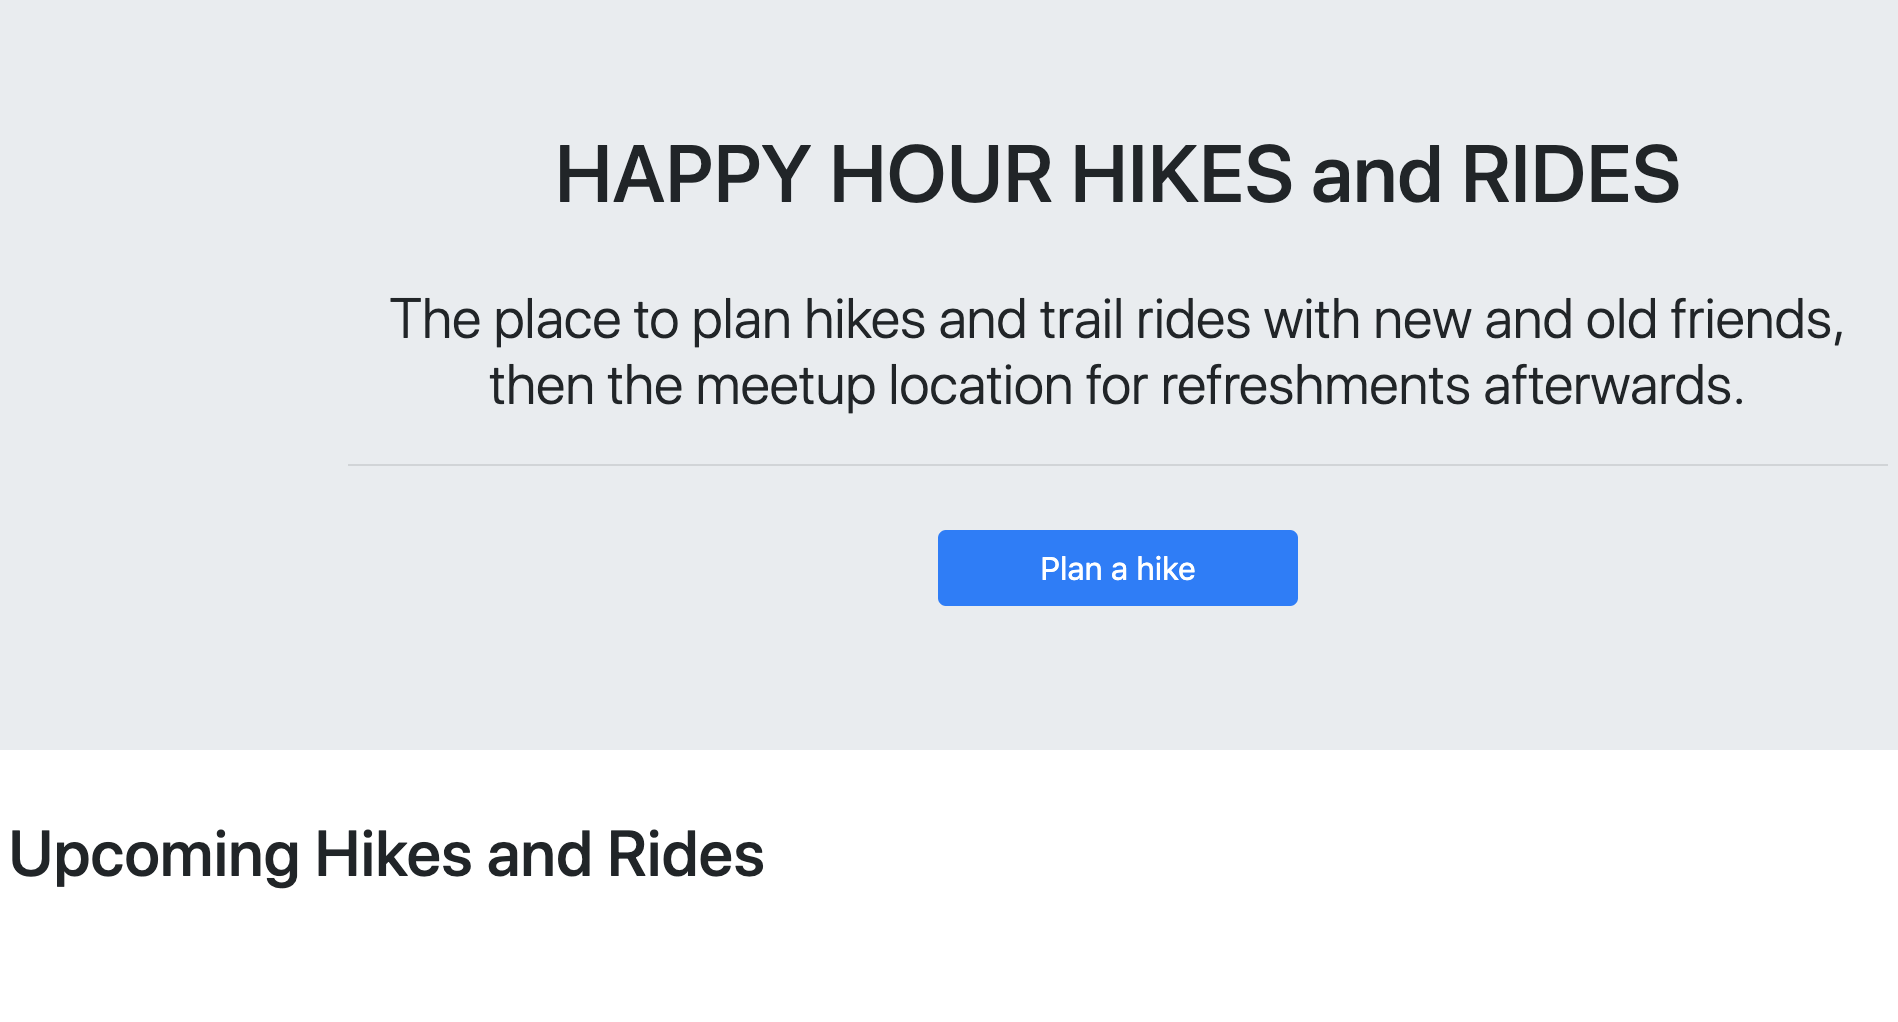 HAPPY HOUR HIKES and RIDES
The place to plan hikes and trail rides with new and old friends,
then the meetup location for refreshments afterwards.
Plan a hike
Upcoming Hikes and Rides